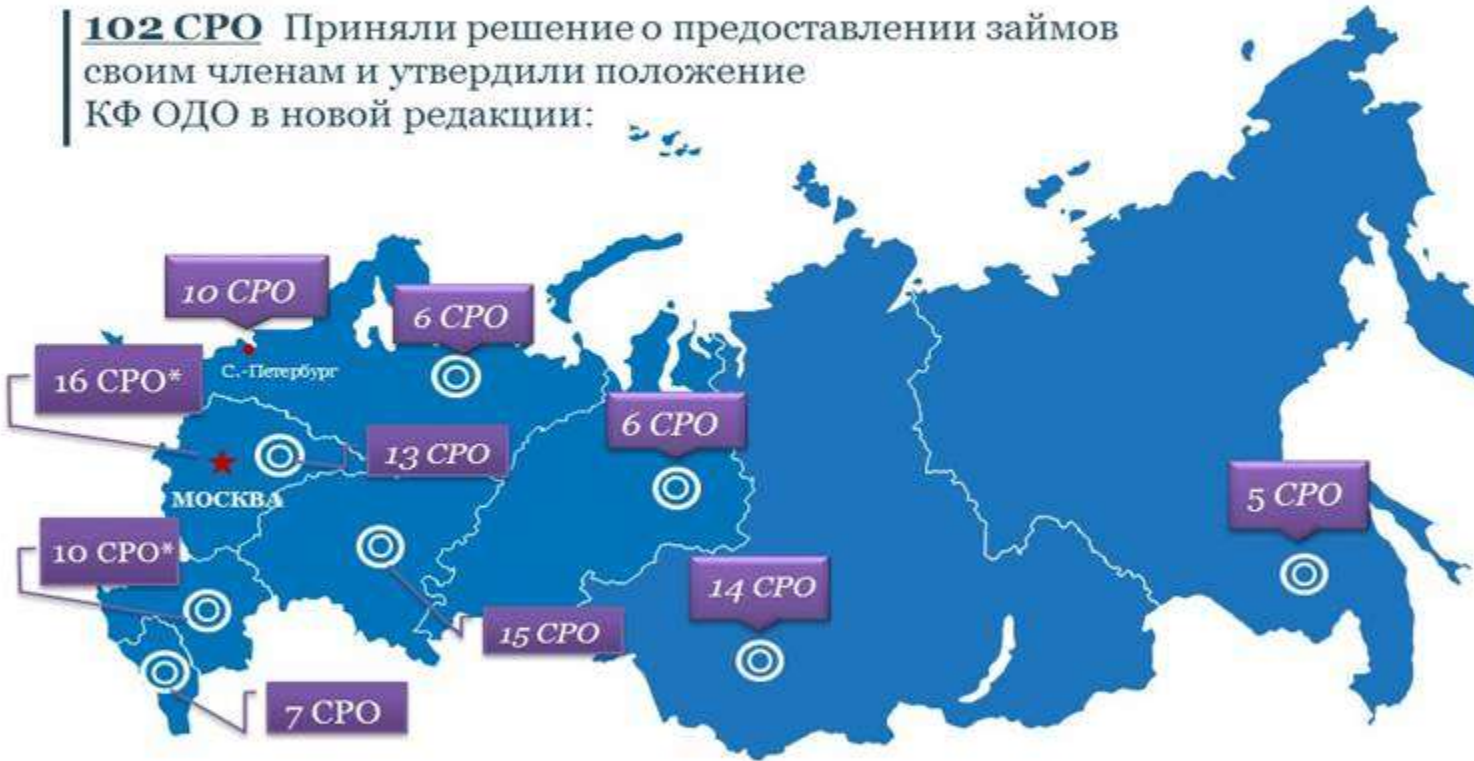 102 СРО Приняли решение о предоставлении займов
своим членам и утвердили положение
КФ ОДО в новой редакции:
10 СРО
6 СРО
С.-Петербург
16 СРО*
6 СРО
13 СРО
МОСКВА
5 СРО
10 СРО*
14 СРО
15 СРО
7 СРО